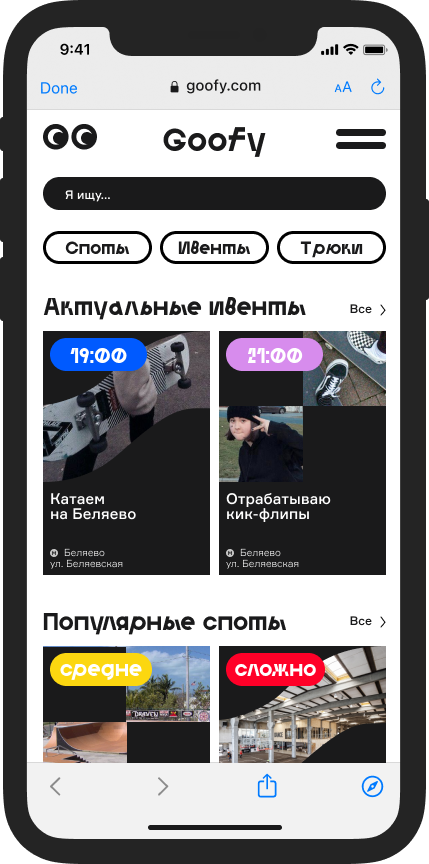 9:41
Done
goofy.com
AA
Goofy
Я ищу...
Споты
Ивенты
Трюки
Актуальные ивенты
Все
19:00
21:00
Катаем
на Беляево
Беляево
ул. Беляевская
Отрабатываю
кик-флипы
Беляево
ул. Беляевская
Популярные споты
Все
средне
сложно